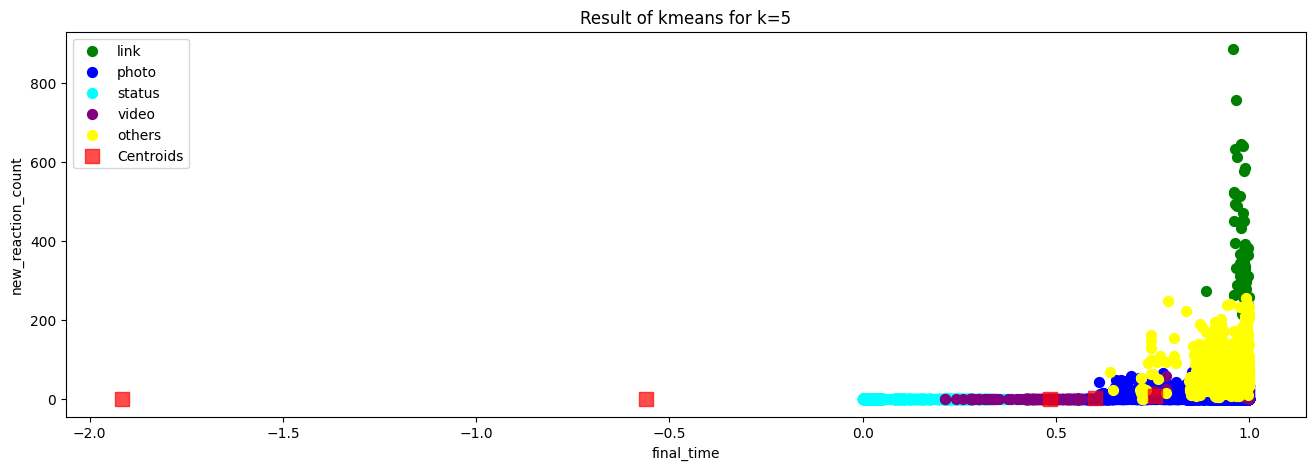 Result of kmeans for k=5
link
photo
status
video
others
Centroids
new_reaction_count
800
600
400
200
0
−2.0 −1.5 −1.0 −0.5 0.0 0.5 1.0
final_time